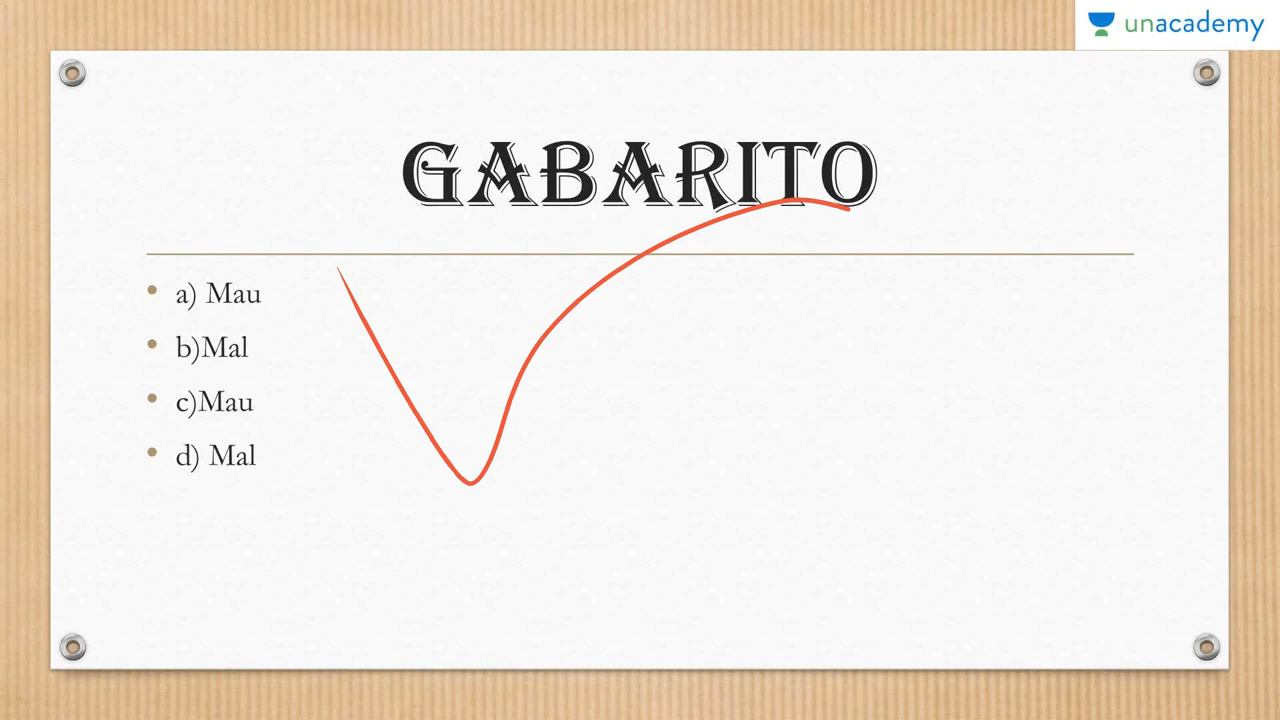 unacademy
GABARITO
• a) Mau
• b)Mal
• c)Mau
• d) Mal